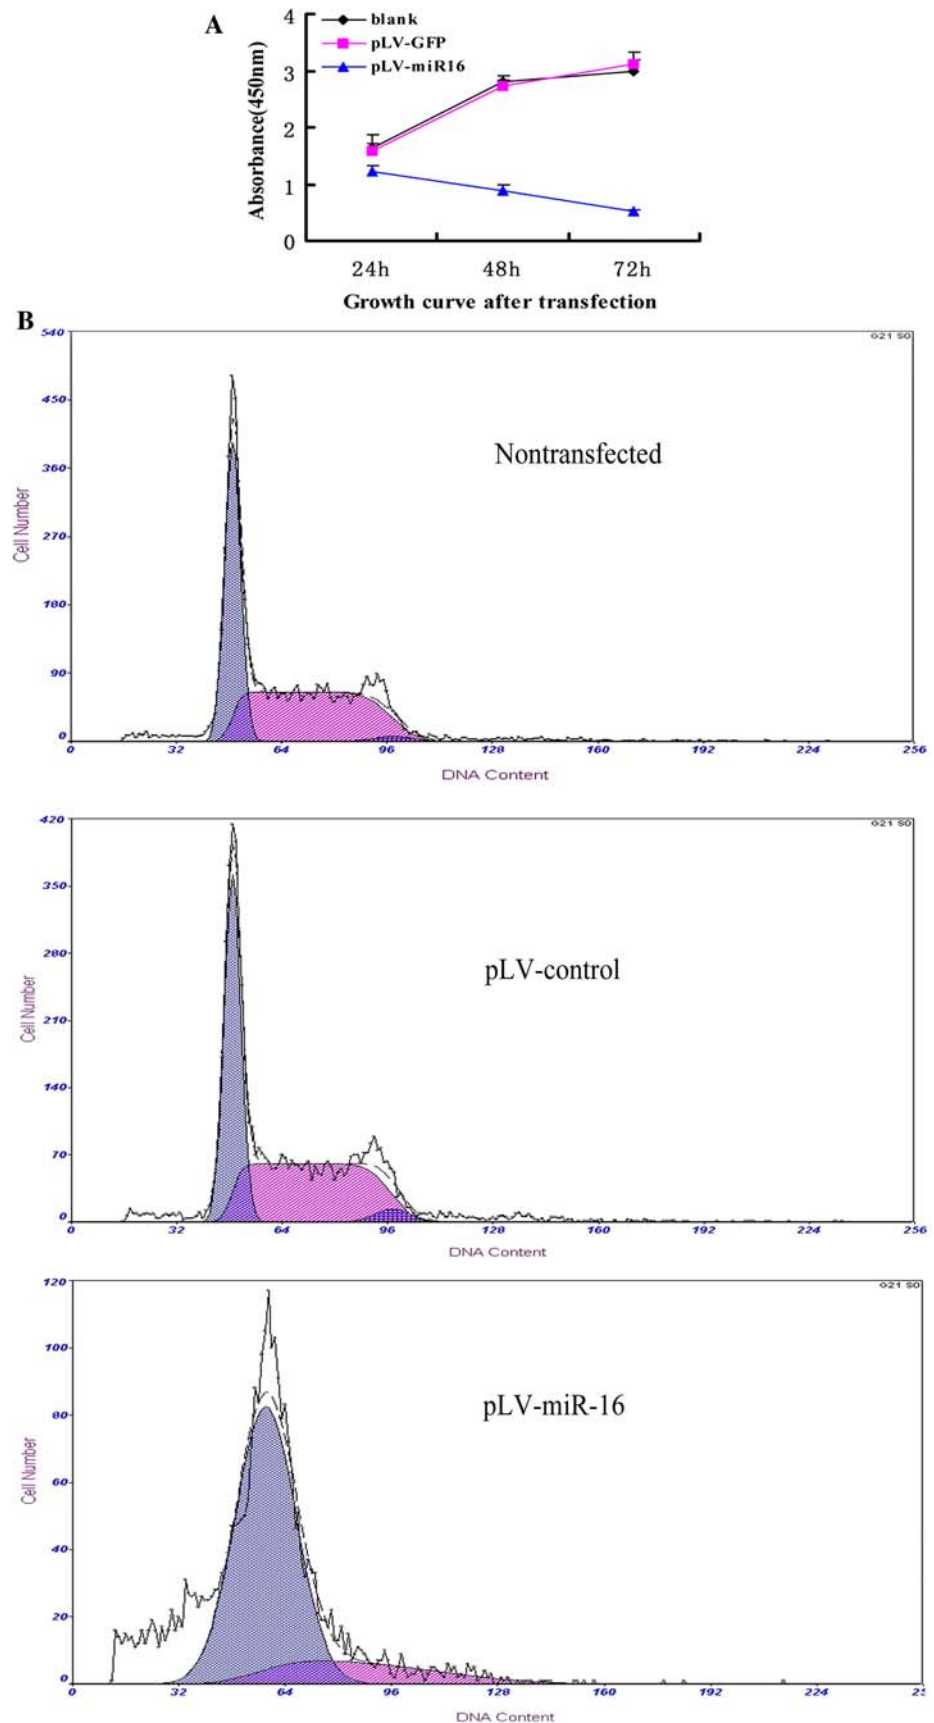 A
4
3
2
1
0
Absorbance(450nm)
blank
pLV-GFP
pLV-miR16
24h 48h 72h
Growth curve after transfection
B
540
450
360
270
180
90
0
Cell Number
G21 S0
Nontransfected
0 32 64 96 128 160 192 224 256
DNA Content
420
350
280
210
140
70
0
Cell Number
G21 S0
pLV-control
0 32 64 96 128 160 192 224 256
DNA Content
120
100
80
60
40
20
0
Cell Number
G21 S0
pLV-miR-16
0 32 64 96 128 160 192 224
DNA Content